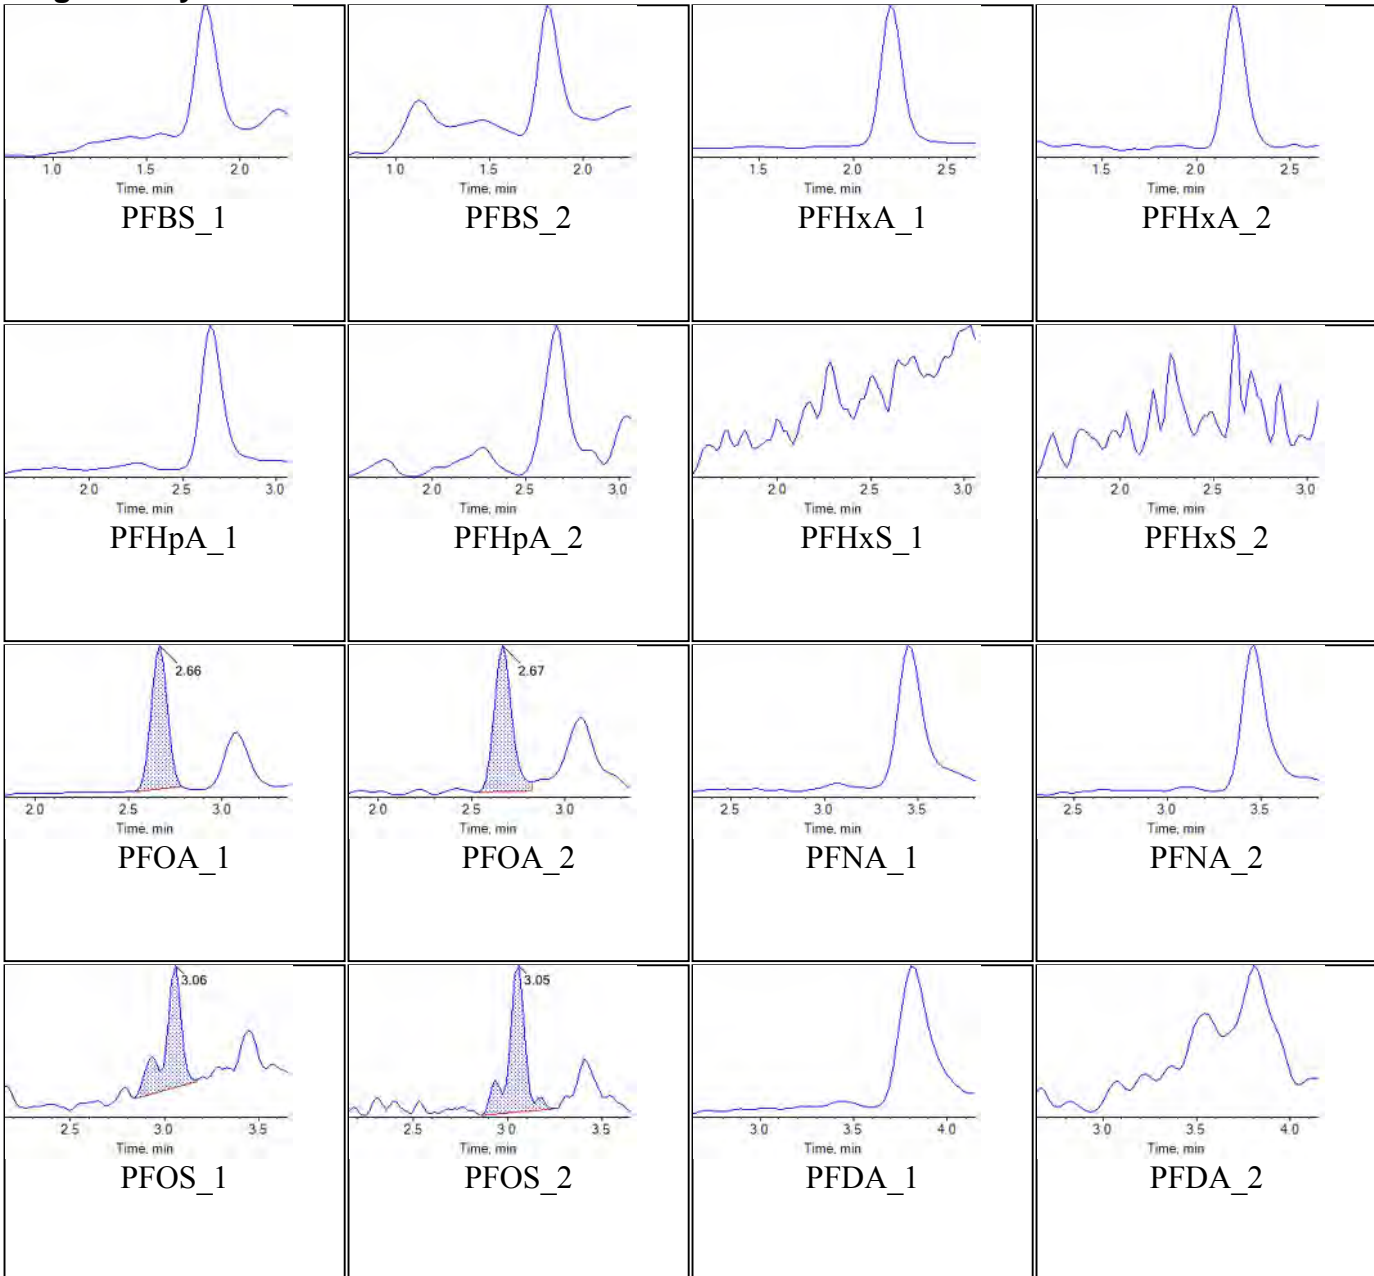 1.0 1.5 2.0 1.0 1.5 2.0 1.5 2.0 2.5 1.5 2.0 2.5
Time, min Time, min Time, min Time, min
PFBS_1 PFBS_2 PFHxA_1 PFHxA_2
2.0 2.5 3.0 2.0 2.5 3.0 2.0 2.5 3.0 2.0 2.5 3.0
Time, min Time, min Time, min Time, min
PFHpA_1 PFHpA_2 PFHxS_1 PFHxS_2
2.66 2.67
2.0 2.5 3.0 2.0 2.5 3.0 2.5 3.0 3.5 2.5 3.0 3.5
Time, min Time, min Time, min Time, min
PFOA_1 PFOA_2 PFNA_1 PFNA_2
3.06 3.05
2.5 3.0 3.5 2.5 3.0 3.5 3.0 3.5 4.0 3.0 3.5 4.0
Time, min Time, min Time, min Time, min
PFOS_1 PFOS_2 PFDA_1 PFDA_2